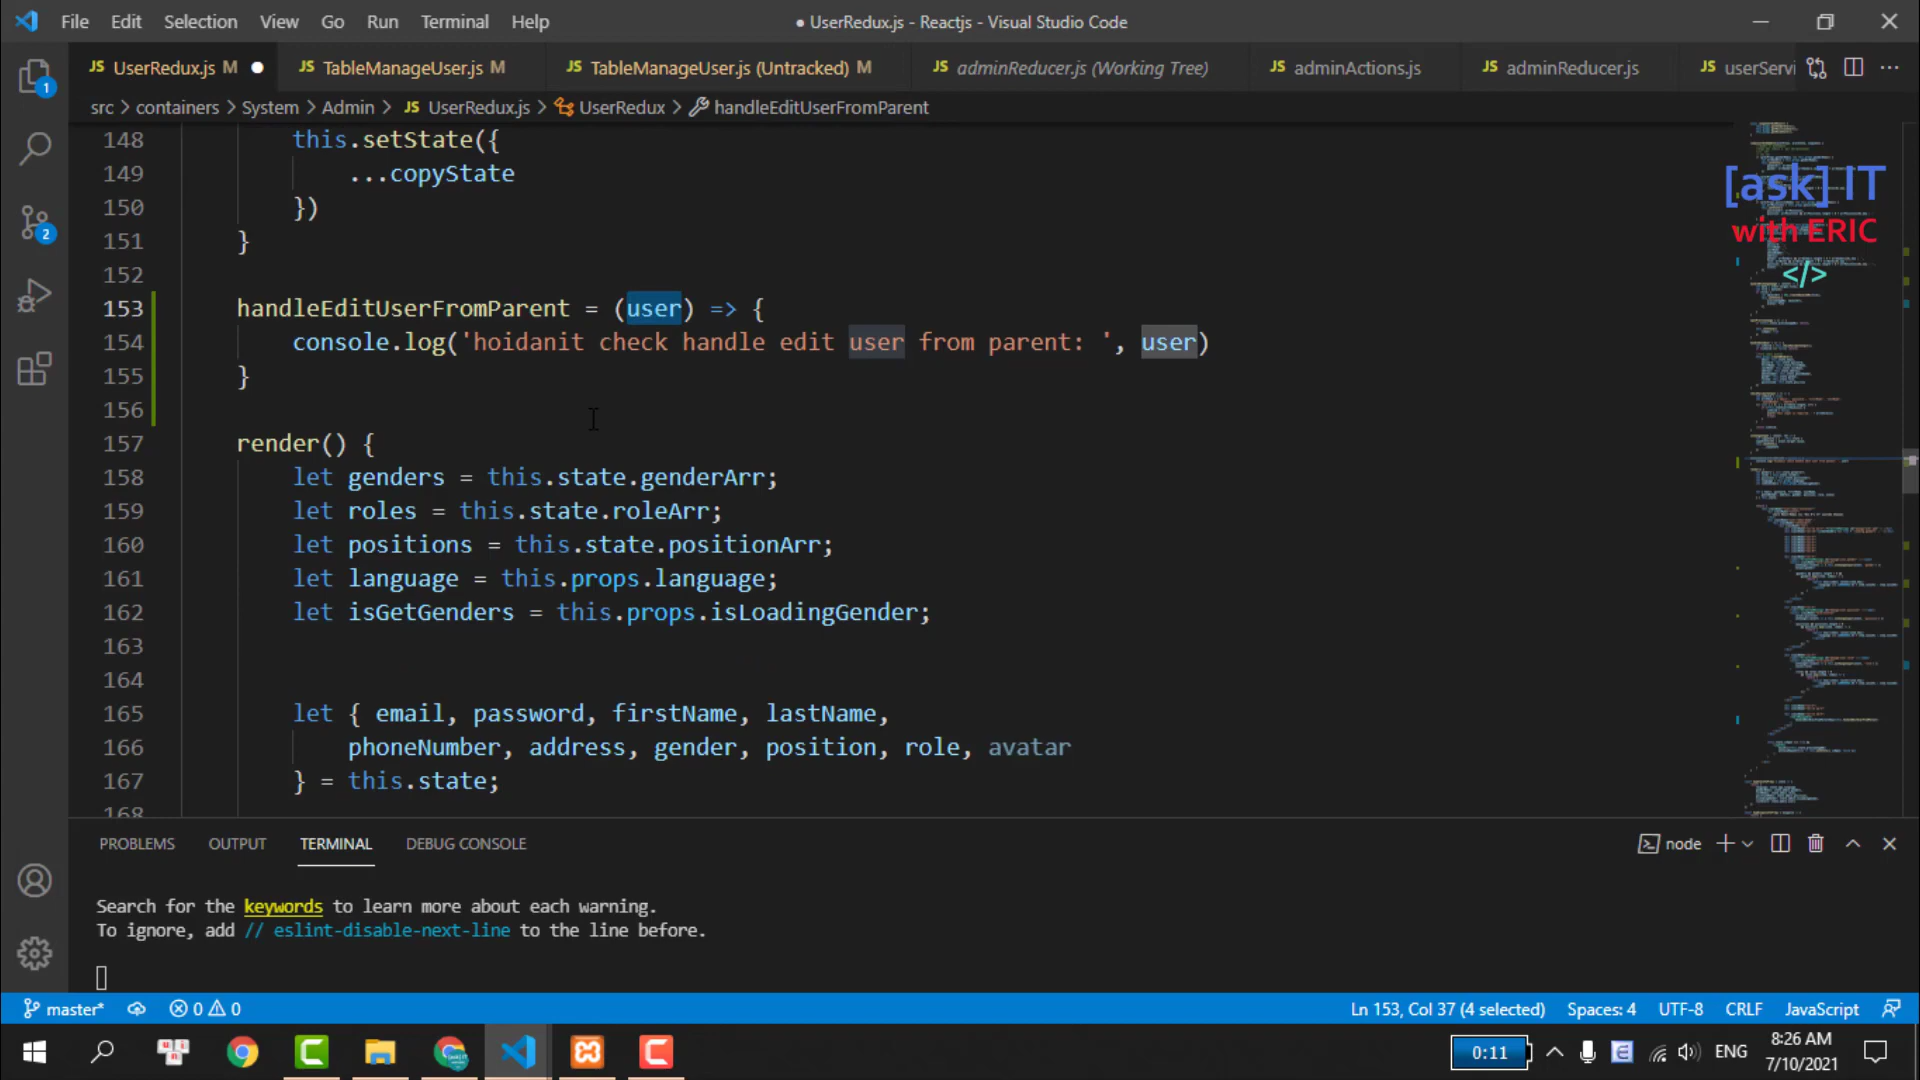 File Edit Selection View Go Run Terminal Help
● UserRedux.js - Reactjs - Visual Studio Code
JS UserRedux.js M ● JS TableManageUser.js M JS TableManageUser.js (Untracked) M JS adminReducer.js (Working Tree) JS adminActions.js JS adminReducer.js JS userServi
src > containers > System > Admin > JS UserRedux.js > UserRedux > handleEditUserFromParent
148 this.setState({
149 ...copyState
150 })
151 }
152
153 handleEditUserFromParent = (user) => {
154 console.log('hoidanit check handle edit user from parent: ', user)
155 }
156
157 render() {
158 let genders = this.state.genderArr;
159 let roles = this.state.roleArr;
160 let positions = this.state.positionArr;
161 let language = this.props.language;
162 let isGetGenders = this.props.isLoadingGender;
163
164
165 let { email, password, firstName, lastName,
166 phoneNumber, address, gender, position, role, avatar
167 } = this.state;
168
[ask] IT
with ERIC
</>
1
2
PROBLEMS OUTPUT TERMINAL DEBUG CONSOLE
node
Search for the keywords to learn more about each warning.
To ignore, add // eslint-disable-next-line to the line before.
master* 0 0 Ln 153, Col 37 (4 selected) Spaces: 4 UTF-8 CRLF JavaScript
0:11 ENG 8:26 AM
7/10/2021